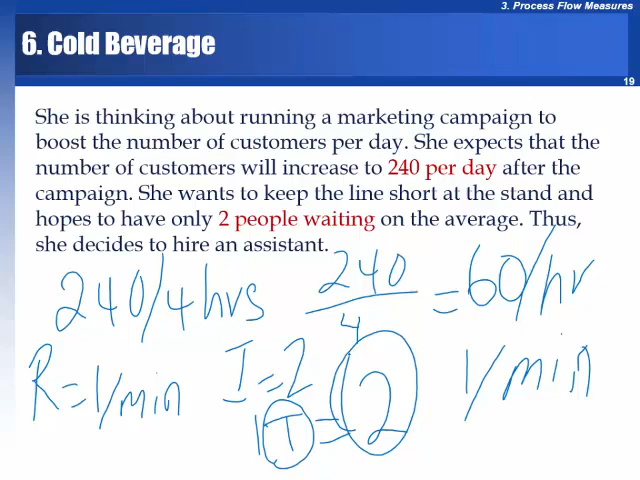 3. Process Flow Measures
6. Cold Beverage
19
She is thinking about running a marketing campaign to
boost the number of customers per day. She expects that the
number of customers will increase to 240 per day after the
campaign. She wants to keep the line short at the stand and
hopes to have only 2 people waiting on the average. Thus,
she decides to hire an assistant.
240/4 hrs 240/4 = 60/hr
R=1/min I=2 1/min
1T=2